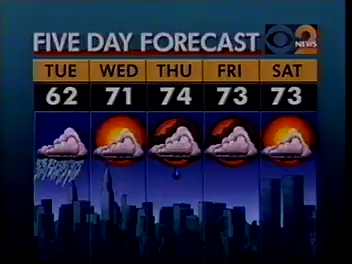 FIVE DAY FORECAST
2 NEWS
TUE WED THU FRI SAT
62 71 74 73 73